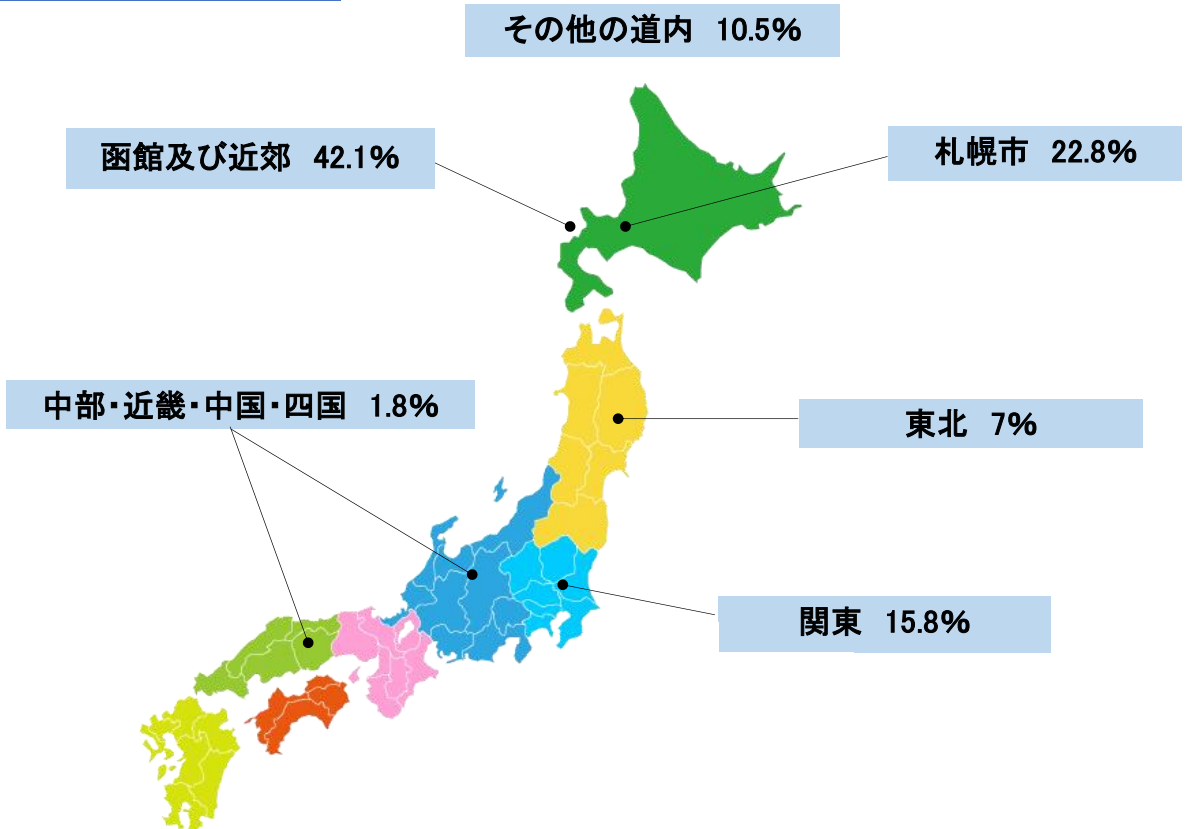 その他の道内 10.5%
函館及び近郊 42.1%
札幌市 22.8%
中部・近畿・中国・四国 1.8%
東北 7%
関東 15.8%